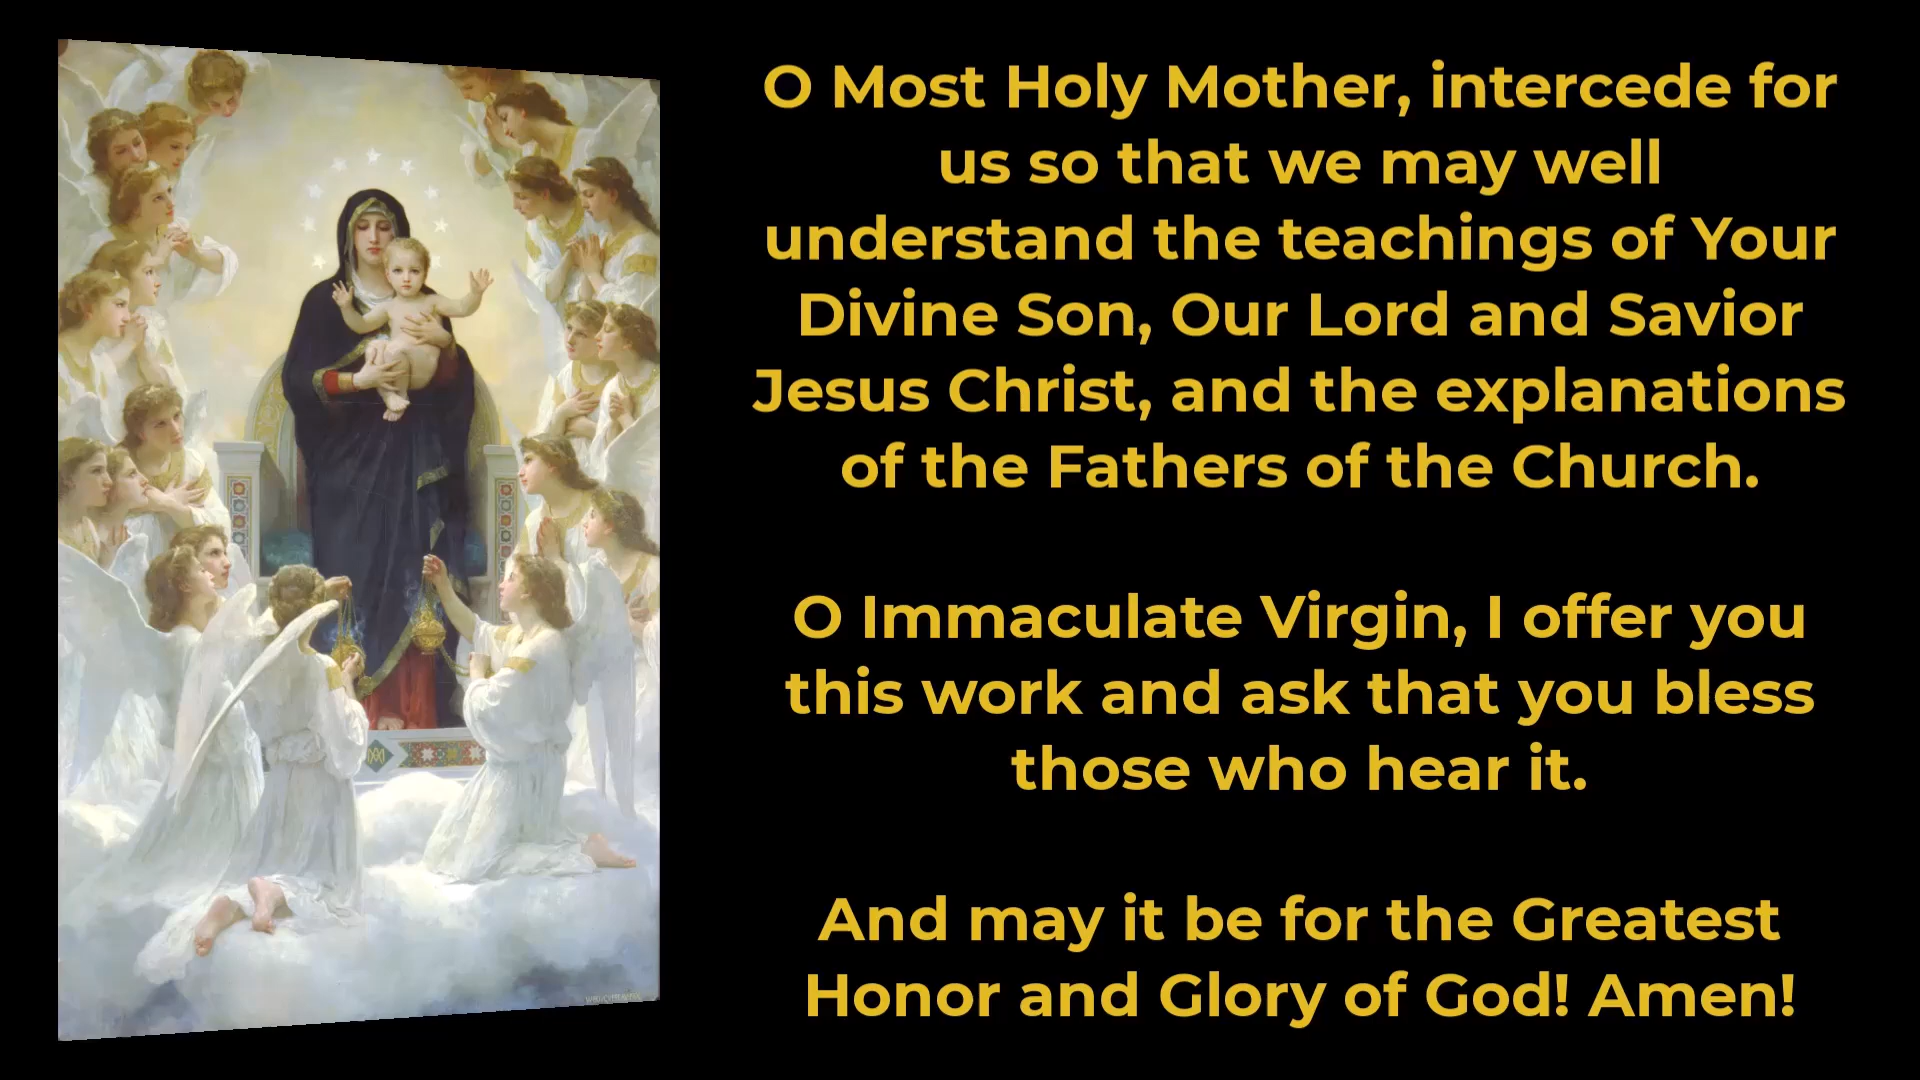 O Most Holy Mother, intercede for
us so that we may well
understand the teachings of Your
Divine Son, Our Lord and Savior
Jesus Christ, and the explanations
of the Fathers of the Church.
O Immaculate Virgin, I offer you
this work and ask that you bless
those who hear it.
And may it be for the Greatest
Honor and Glory of God! Amen!